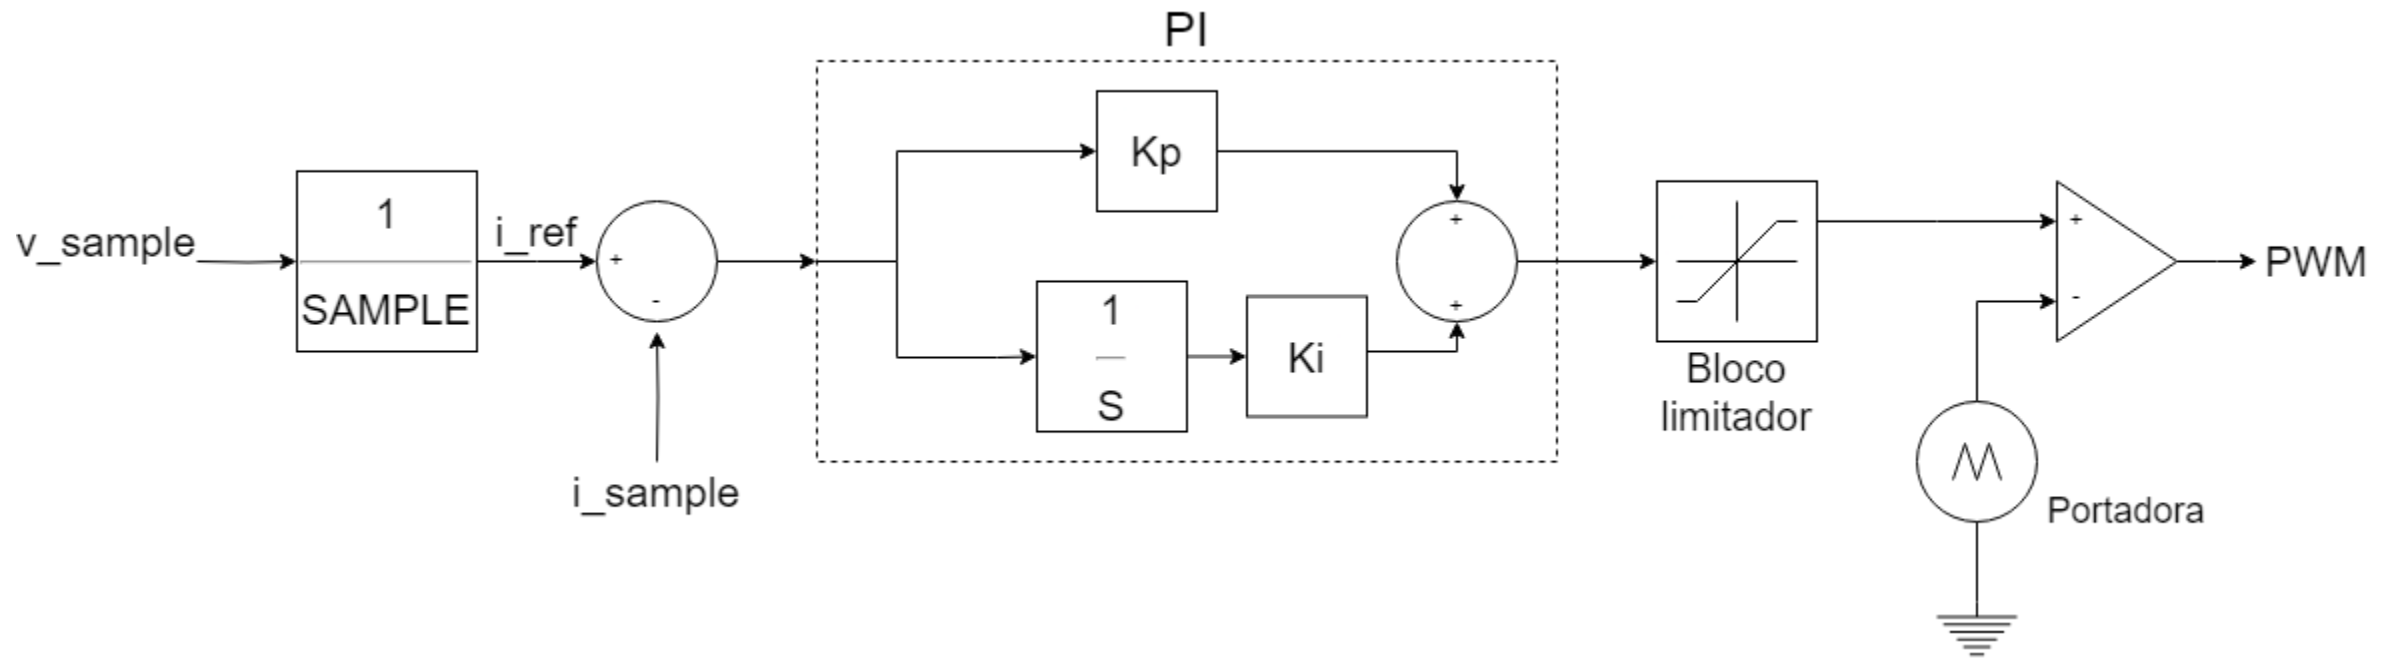 PI
v_sample
1
SAMPLE
i_ref
+
-
i_sample
Kp
1
S
Ki
+
+
Bloco
limitador
+
-
PWM
Portadora